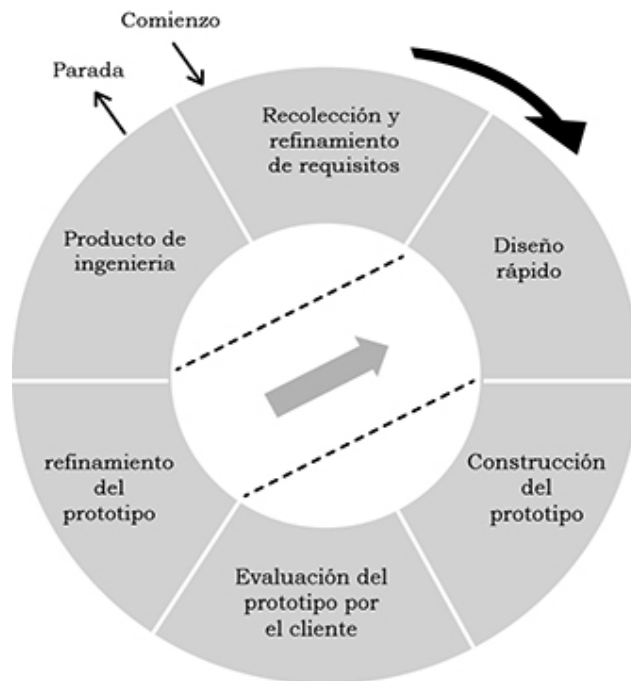 Comienzo
Parada
Recolección y
refinamiento
de requisitos
Diseño
rápido
Construcción
del
prototipo
Evaluación del
prototipo por
el cliente
refinamiento
del
prototipo
Producto de
ingenieria